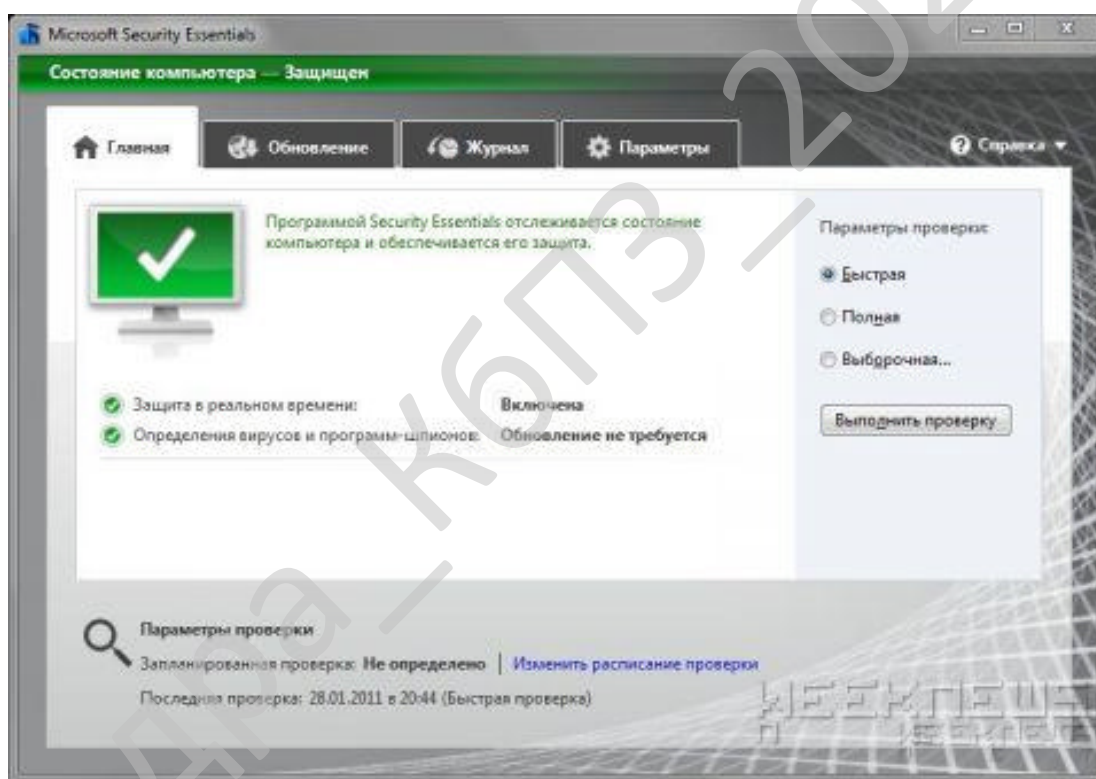 Microsoft Security Essentials
Состояние компьютера — Защищен
Главная
Обновление
Журнал
Параметры
Справка
Программой Security Essentials отслеживается состояние
компьютера и обеспечивается его защита.
Параметры проверки:
Быстрая
Полная
Выборочная...
Выполнить проверку
Защита в реальном времени: Включена
Определения вирусов и программ-шпионов: Обновление не требуется
Параметры проверки
Запланированная проверка: Не определено | Изменить расписание проверки
Последняя проверка: 28.01.2011 в 20:44 (Быстрая проверка)